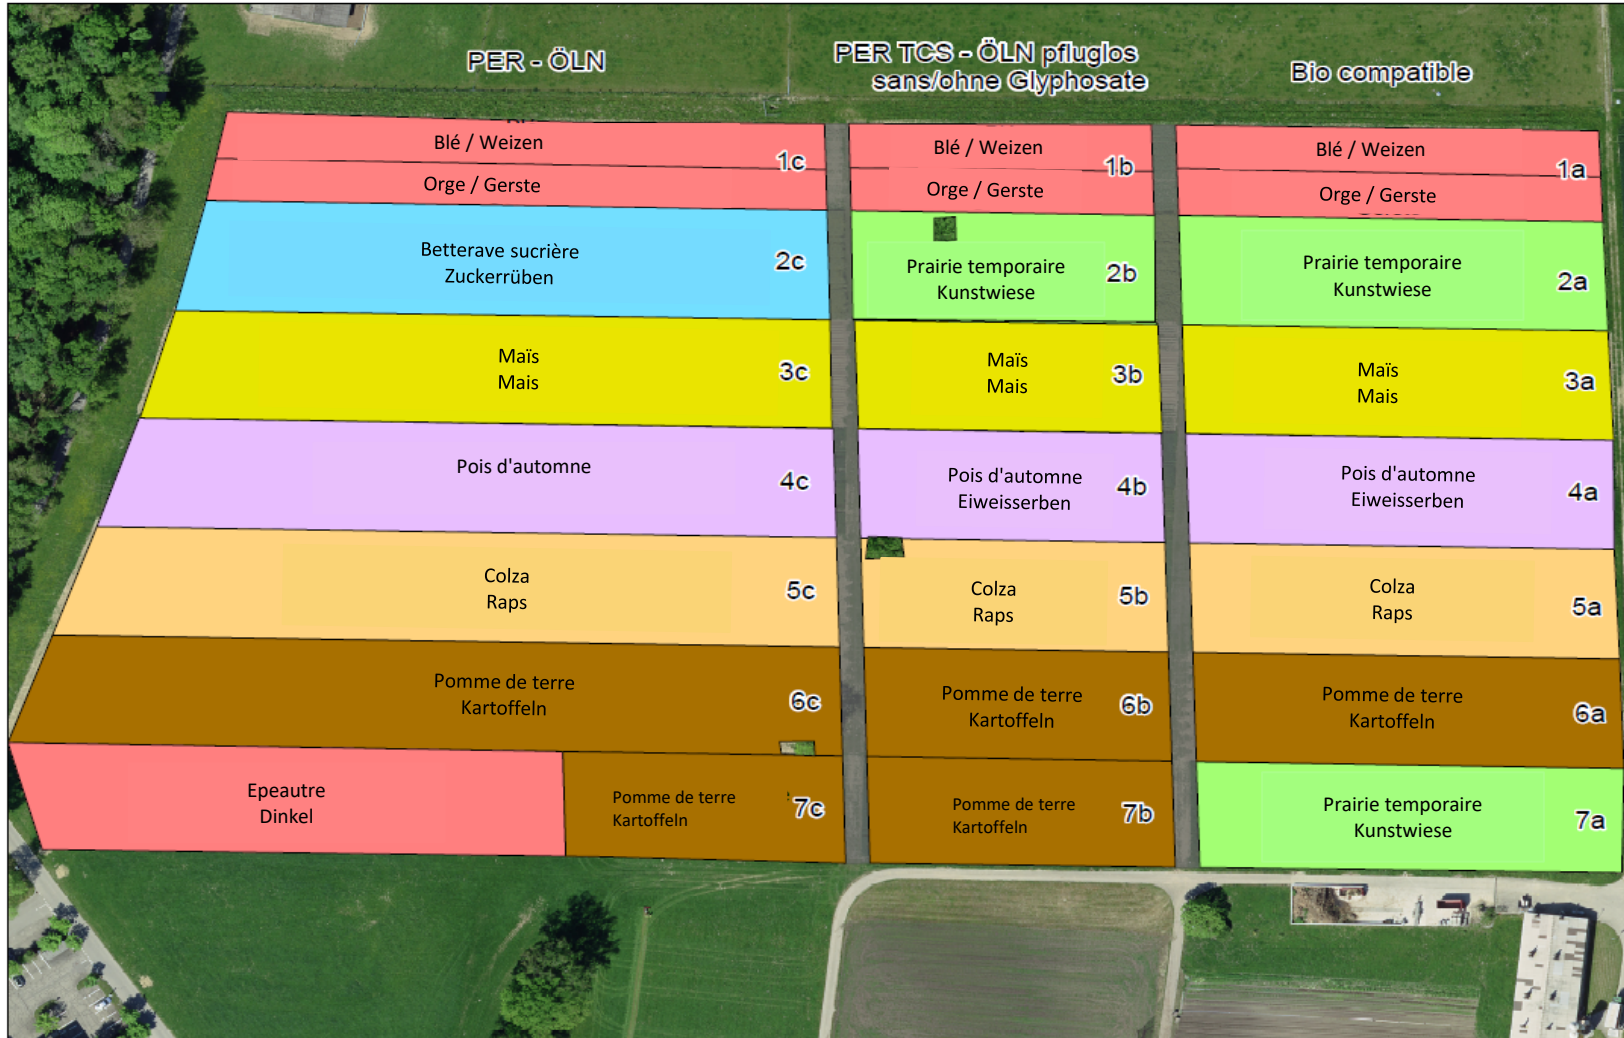 PER - ÖLN
PER TCS - ÖLN pfluglos
sans/ohne Glyphosate
Bio compatible
Blé / Weizen
1c
Orge / Gerste
Blé / Weizen
1b
Orge / Gerste
Blé / Weizen
1a
Orge / Gerste
Betterave sucrière
Zuckerrüben
2c
Prairie temporaire
Kunstwiese
2b
Prairie temporaire
Kunstwiese
2a
Maïs
Mais
3c
Maïs
Mais
3b
Maïs
Mais
3a
Pois d'automne
4c
Pois d'automne
Eiweisserben
4b
Pois d'automne
Eiweisserben
4a
Colza
Raps
5c
Colza
Raps
5b
Colza
Raps
5a
Pomme de terre
Kartoffeln
6c
Pomme de terre
Kartoffeln
6b
Pomme de terre
Kartoffeln
6a
Epeautre
Dinkel
Pomme de terre
Kartoffeln
7c
Pomme de terre
Kartoffeln
7b
Prairie temporaire
Kunstwiese
7a